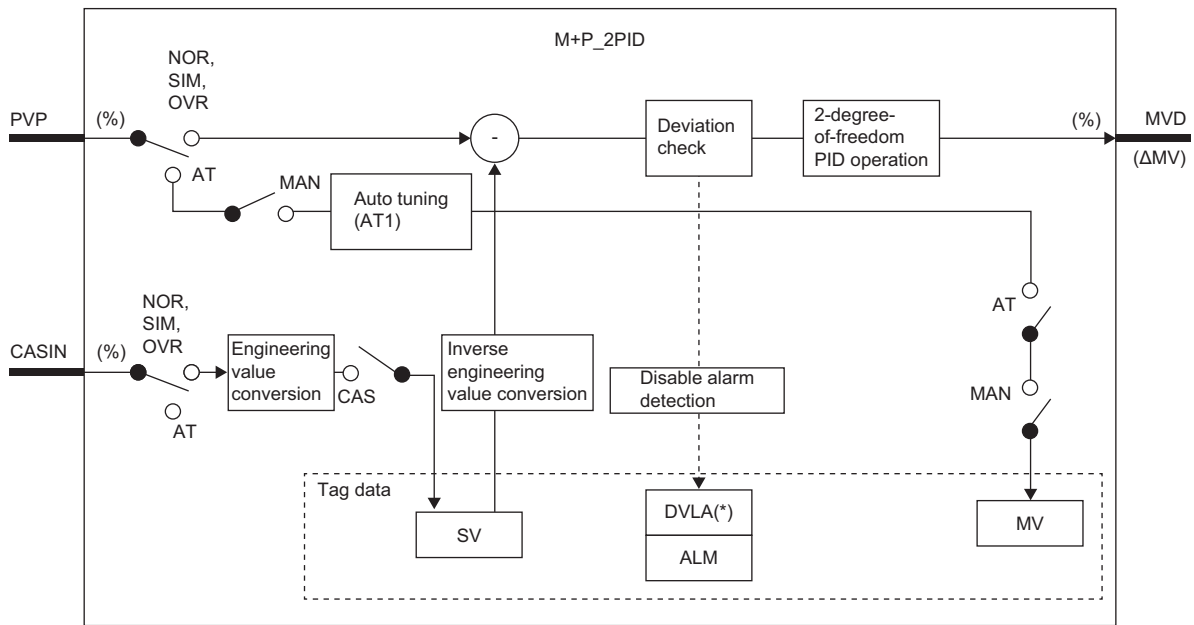 M+P_2PID
NOR,
SIM,
OVR
PVP
(%)
AT
MAN
Auto tuning
(AT1)
-
Deviation
check
2-degree-
of-freedom
PID operation
(%)
MVD
(ΔMV)
NOR,
SIM,
OVR
CASIN
(%)
AT
Engineering
value
conversion
CAS
Inverse
engineering
value conversion
Disable alarm
detection
AT
MAN
Tag data
SV
DVLA(*)
ALM
MV